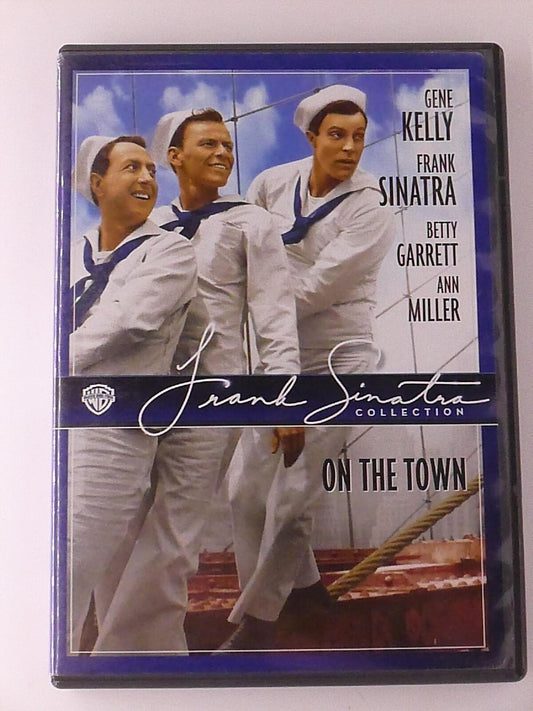 GENE
KELLY
FRANK
SINATRA
BETTY
GARRETT
ANN
MILLER
Frank Sinatra
COLLECTION
ON THE TOWN